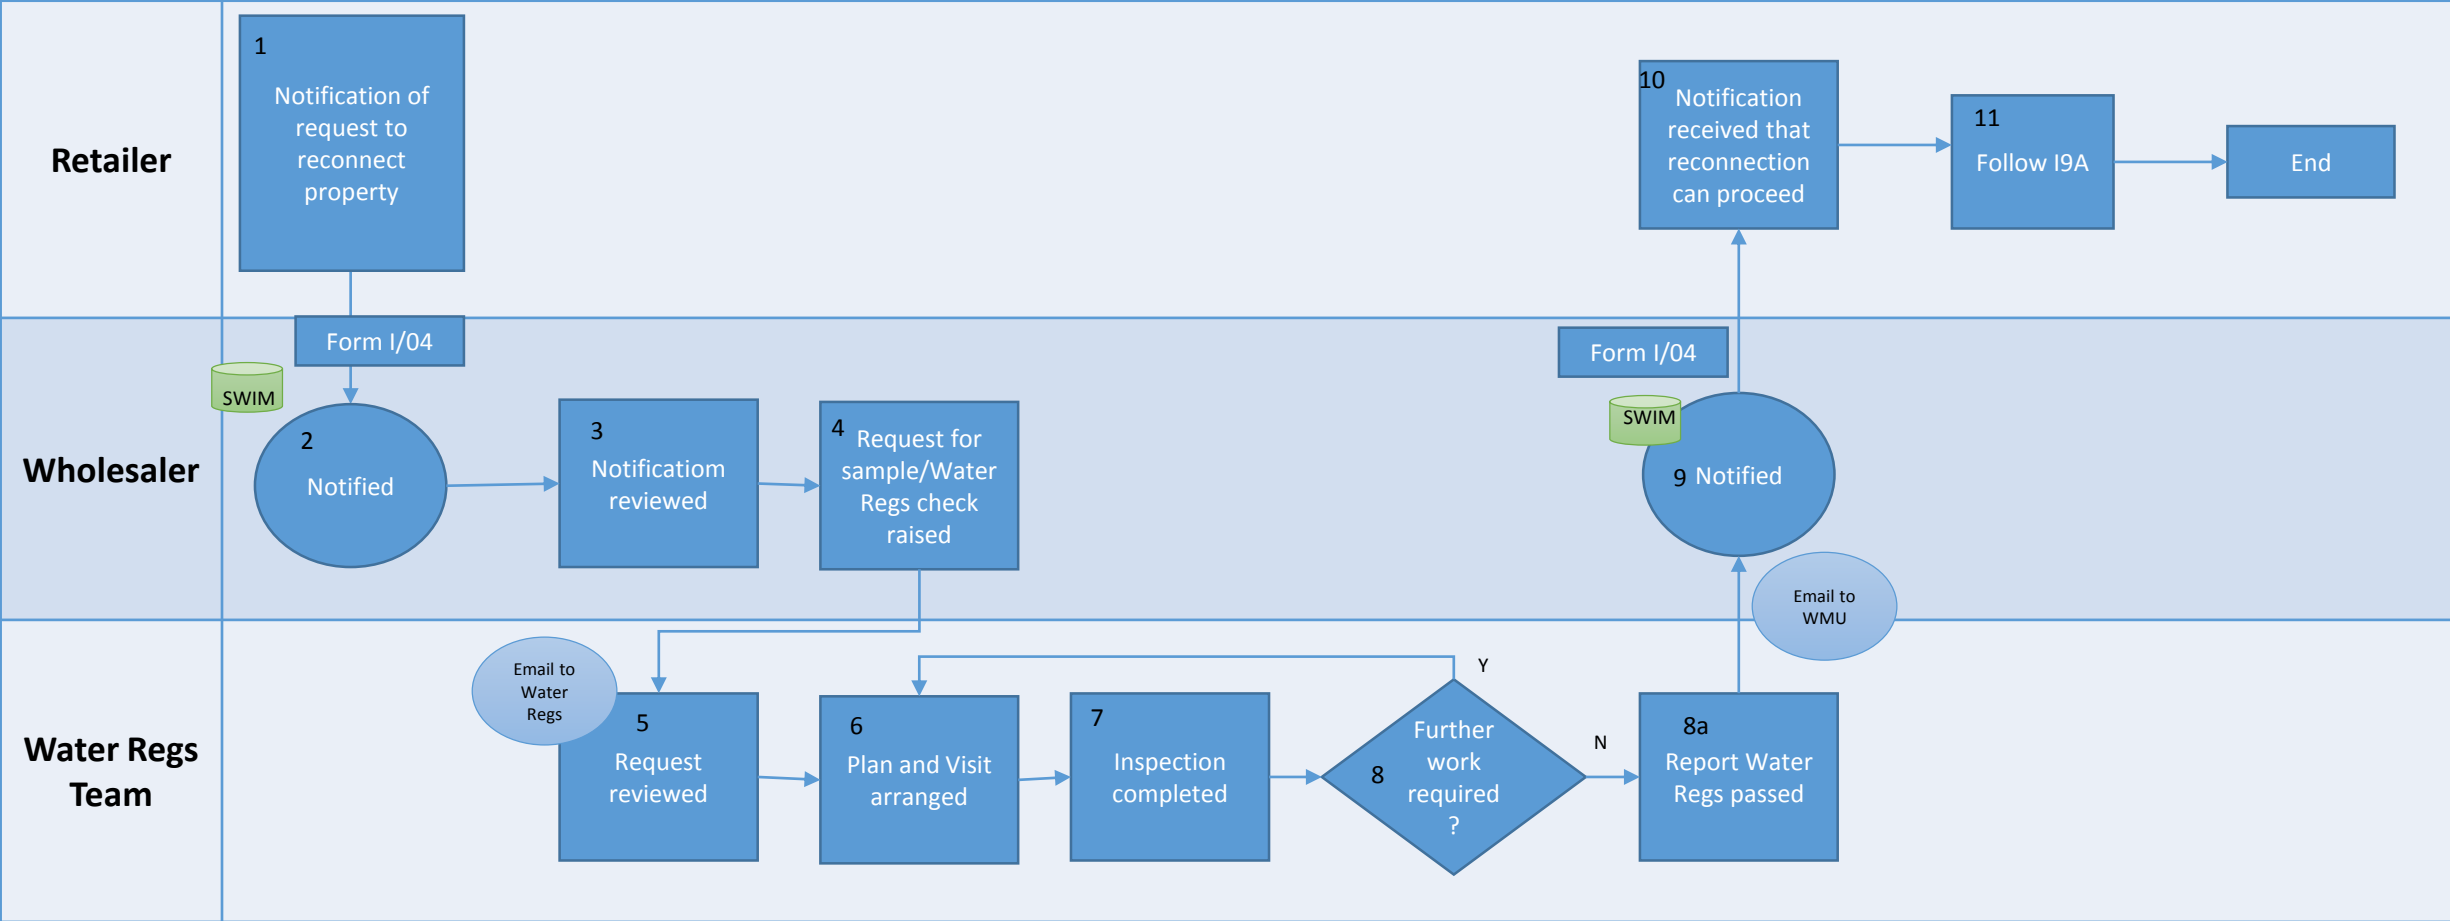 Retailer
1
Notification of
request to
reconnect
property
10
Notification
received that
reconnection
can proceed
11
Follow I9A
End
Wholesaler
Form I/04
SWIM
2
Notified
3
Notificatiom
reviewed
4
Request for
sample/Water
Regs check
raised
Form I/04
SWIM
9 Notified
Email to
WMU
Water Regs
Team
Email to
Water
Regs
5
Request
reviewed
6
Plan and Visit
arranged
7
Inspection
completed
Y
8
Further
work
required
?
N
8a
Report Water
Regs passed